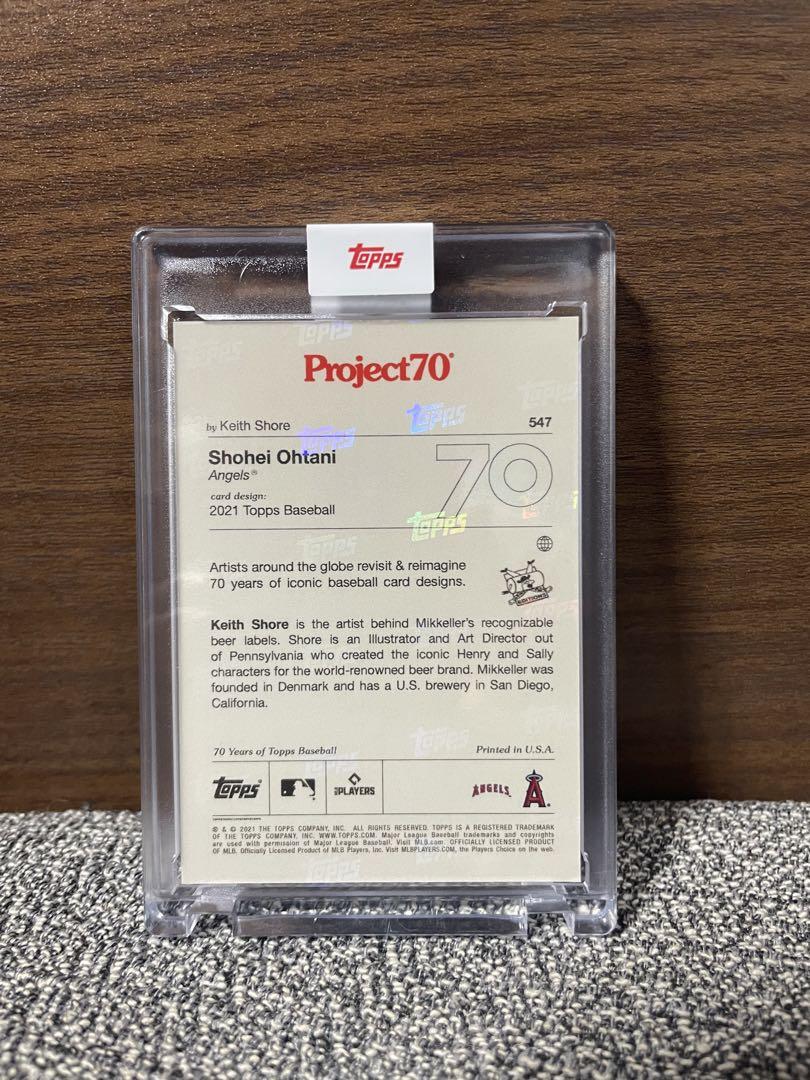 Topps
Project70®
by Keith Shore 547
Shohei Ohtani
Angels®
70
card design:
2021 Topps Baseball
Artists around the globe revisit & reimagine
70 years of iconic baseball card designs.
EDITIONS
Keith Shore is the artist behind Mikkeller's recognizable
beer labels. Shore is an Illustrator and Art Director out
of Pennsylvania who created the iconic Henry and Sally
characters for the world-renowned beer brand. Mikkeller was
founded in Denmark and has a U.S. brewery in San Diego,
California.
70 Years of Topps Baseball Printed in U.S.A.
Topps® PLAYERS ANGELS A
® & © 2021 THE TOPPS COMPANY, INC. ALL RIGHTS RESERVED. TOPPS IS A REGISTERED TRADEMARK
OF THE TOPPS COMPANY, INC. WWW.TOPPS.COM. Major League Baseball trademarks and copyrights
are used with permission of Major League Baseball. Visit MLB.com. OFFICIALLY LICENSED PRODUCT
OF MLB. Officially Licensed Product of MLB Players, Inc. Visit MLBPLAYERS.COM, the Players Choice on the web.